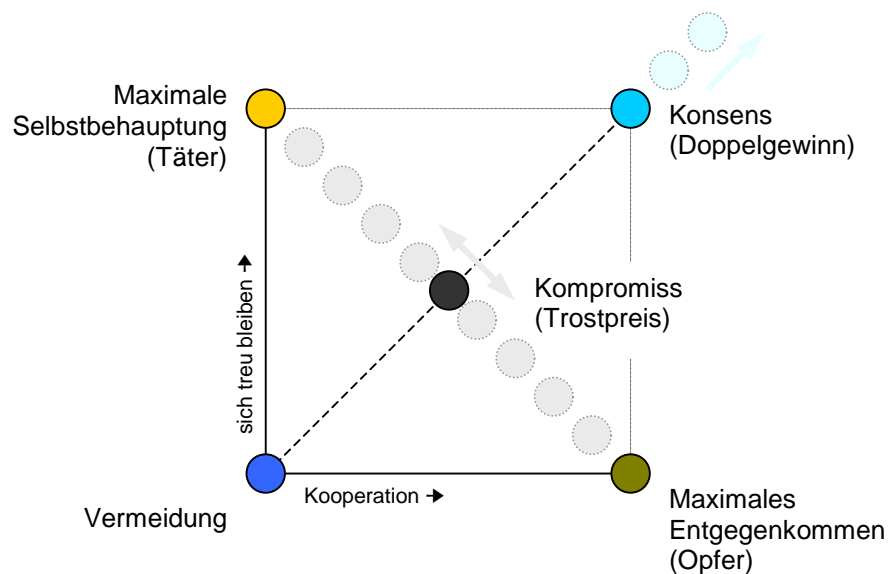 Maximale
Selbstbehauptung
(Täter)
Konsens
(Doppelgewinn)
sich treu bleiben
Kompromiss
(Trostpreis)
Kooperation
Vermeidung
Maximales
Entgegenkommen
(Opfer)